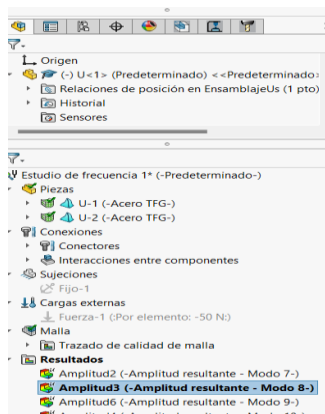 Origen
(-) U<1> (Predeterminado) <<Predeterminado>
Relaciones de posición en EnsamblajeUs (1 pto)
Historial
Sensores
Estudio de frecuencia 1* (-Predeterminado-)
Piezas
U-1 (-Acero TFG-)
U-2 (-Acero TFG-)
Conexiones
Conectores
Interacciones entre componentes
Sujeciones
Fijo-1
Cargas externas
Fuerza-1 (:Por elemento: -50 N:)
Malla
Trazado de calidad de malla
Resultados
Amplitud2 (-Amplitud resultante - Modo 7-)
Amplitud3 (-Amplitud resultante - Modo 8-)
Amplitud6 (-Amplitud resultante - Modo 9-)